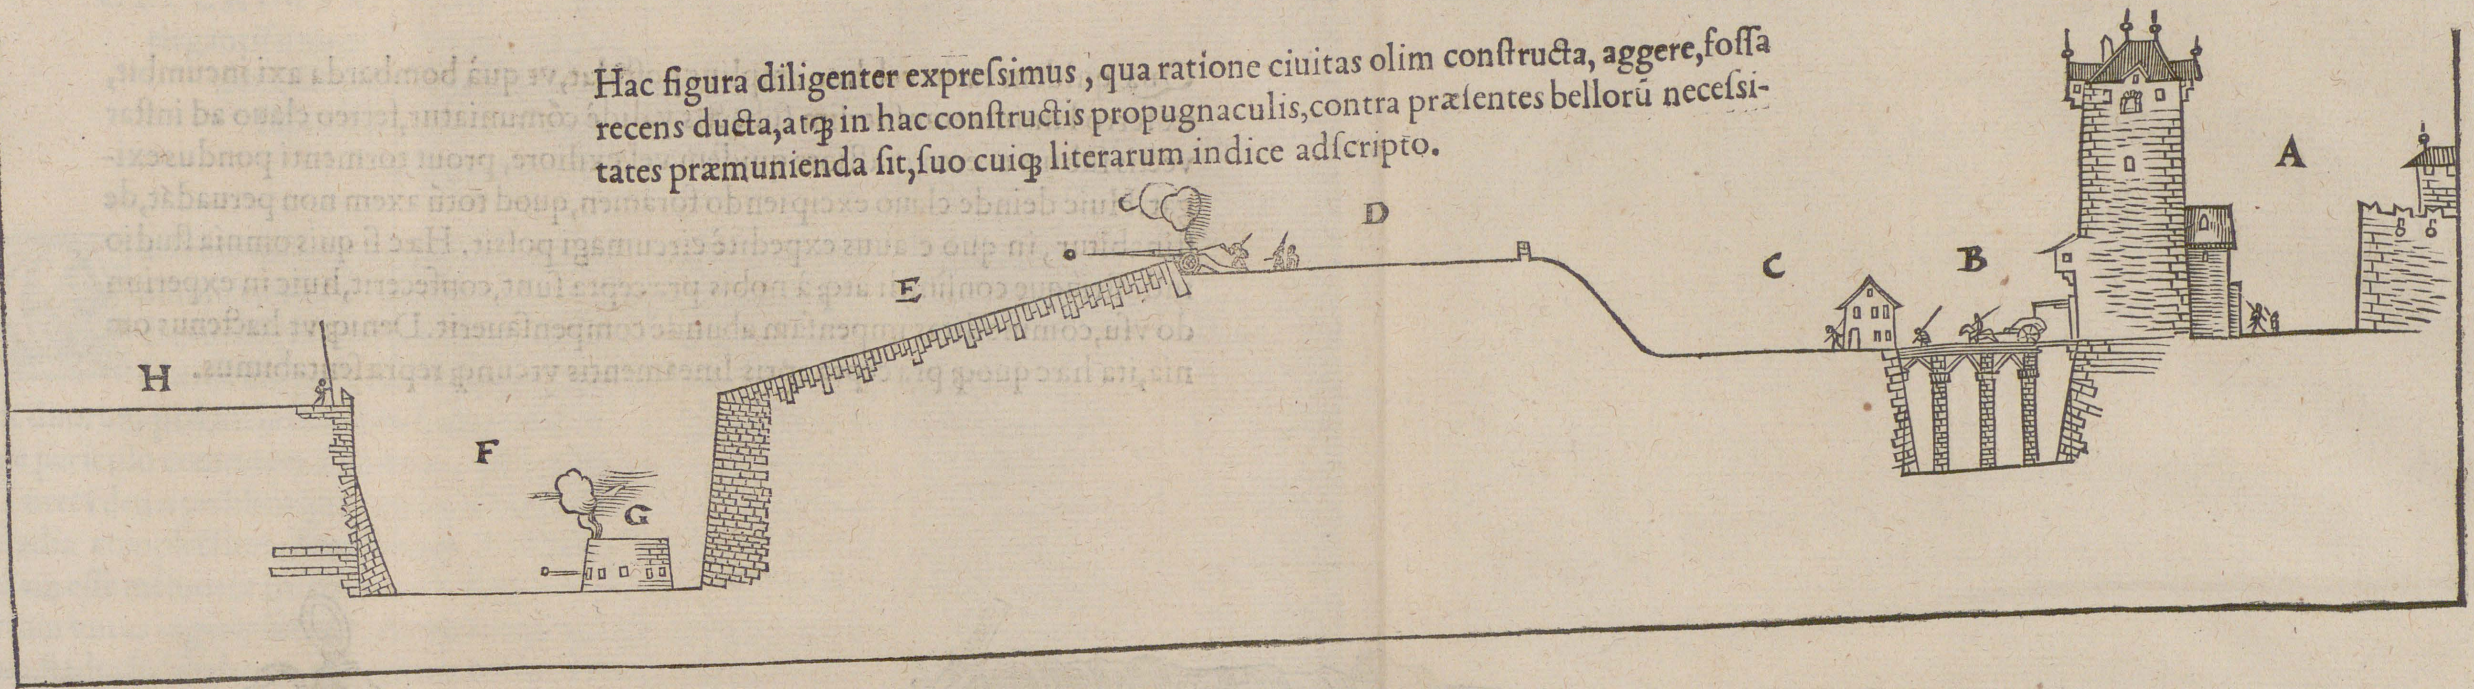 Hac figura diligenter expreſsimus, qua ratione ciuitas olim conſtructa, aggere, foſſa
recens ducta, atq̃ in hac conſtructis propugnaculis, contra præſentes bellorũ neceſsi-
tates præmunienda ſit, ſuo cuiq̃ literarum indice adſcripto.
A
D
B
C
E
H
F
G